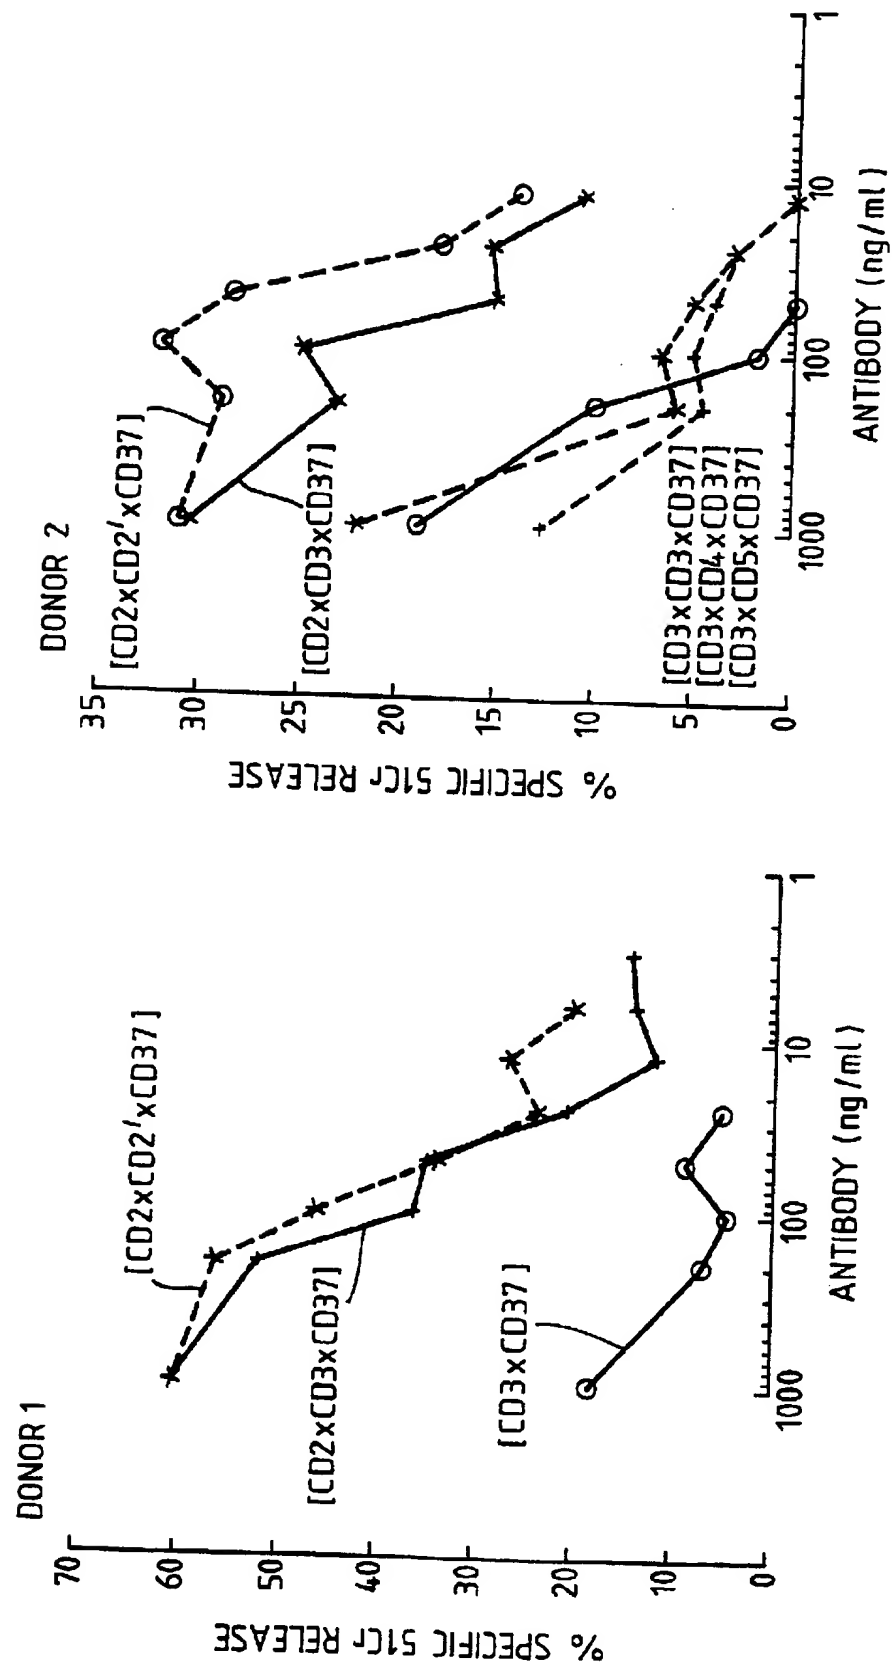 DONOR 1
% SPECIFIC 51Cr RELEASE
70
60
50
40
30
20
10
0
[CD2xCD2'xCD37]
[CD2xCD3xCD37]
[CD3xCD37]
1000
100
10
1
ANTIBODY (ng/ml)
DONOR 2
% SPECIFIC 51Cr RELEASE
35
30
25
20
15
10
5
0
[CD2xCD2'xCD37]
[CD2xCD3xCD37]
[CD3xCD3xCD37]
[CD3xCD4xCD37]
[CD3xCD5xCD37]
1000
100
10
1
ANTIBODY (ng/ml)